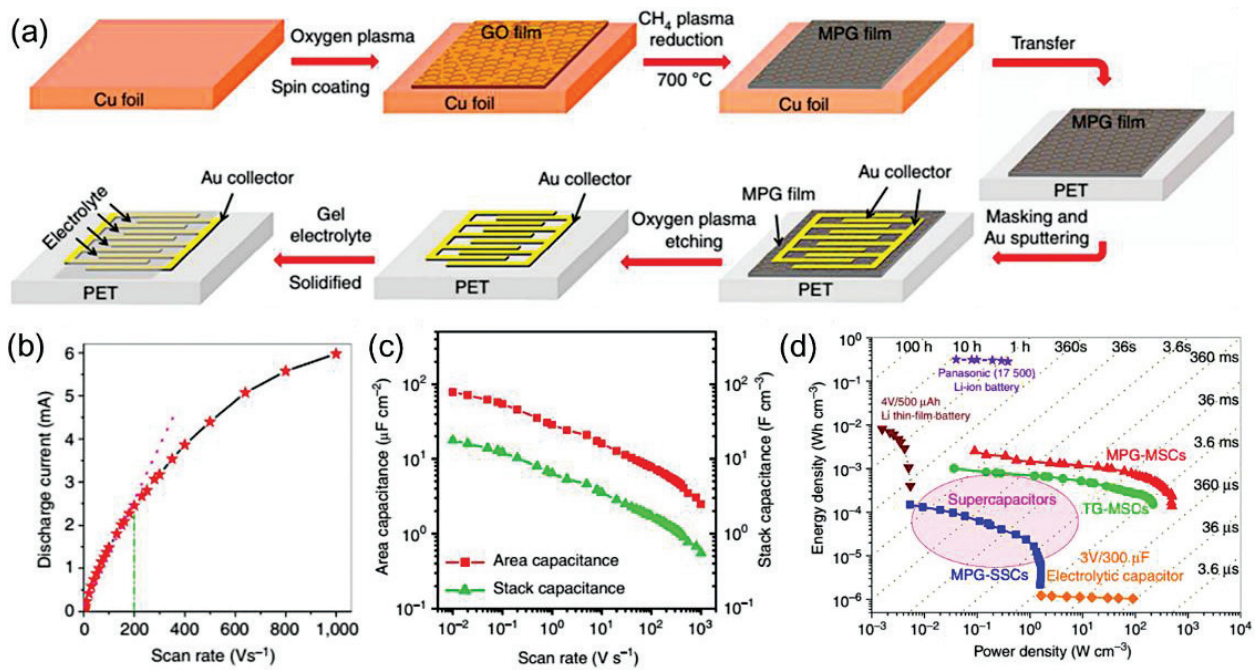 (a)
Cu foil
Oxygen plasma
Spin coating
GO film
Cu foil
CH₄ plasma
reduction
700 °C
MPG film
Cu foil
Transfer
MPG film
PET
Masking and
Au sputtering
MPG film
Au collector
PET
Oxygen plasma
etching
Au collector
PET
Gel
electrolyte
Solidified
Electrolyte
Au collector
PET
(b)
Discharge current (mA)
6
5
4
3
2
1
0
0
200
400
600
800
1,000
Scan rate (Vs⁻¹)
(c)
Area capacitance (μF cm⁻²)
10²
10¹
10⁰
10⁻¹
Area capacitance
Stack capacitance
10⁻²
10⁻¹
10⁰
10¹
10²
10³
Scan rate (V s⁻¹)
10²
10¹
10⁰
10⁻¹
Stack capacitance (F cm⁻³)
(d)
Energy density (Wh cm⁻³)
10⁰
10⁻¹
10⁻²
10⁻³
10⁻⁴
10⁻⁵
10⁻⁶
100 h
10 h
1 h
360s
36s
3.6s
360 ms
36 ms
3.6 ms
360 μs
36 μs
3.6 μs
Panasonic (17 500)
Li-ion battery
4V/500 μAh
Li thin-film battery
MPG-MSCs
TG-MSCs
Supercapacitors
MPG-SSCs
3V/300 μF
Electrolytic capacitor
10⁻³
10⁻²
10⁻¹
10⁰
10¹
10²
10³
10⁴
Power density (W cm⁻³)